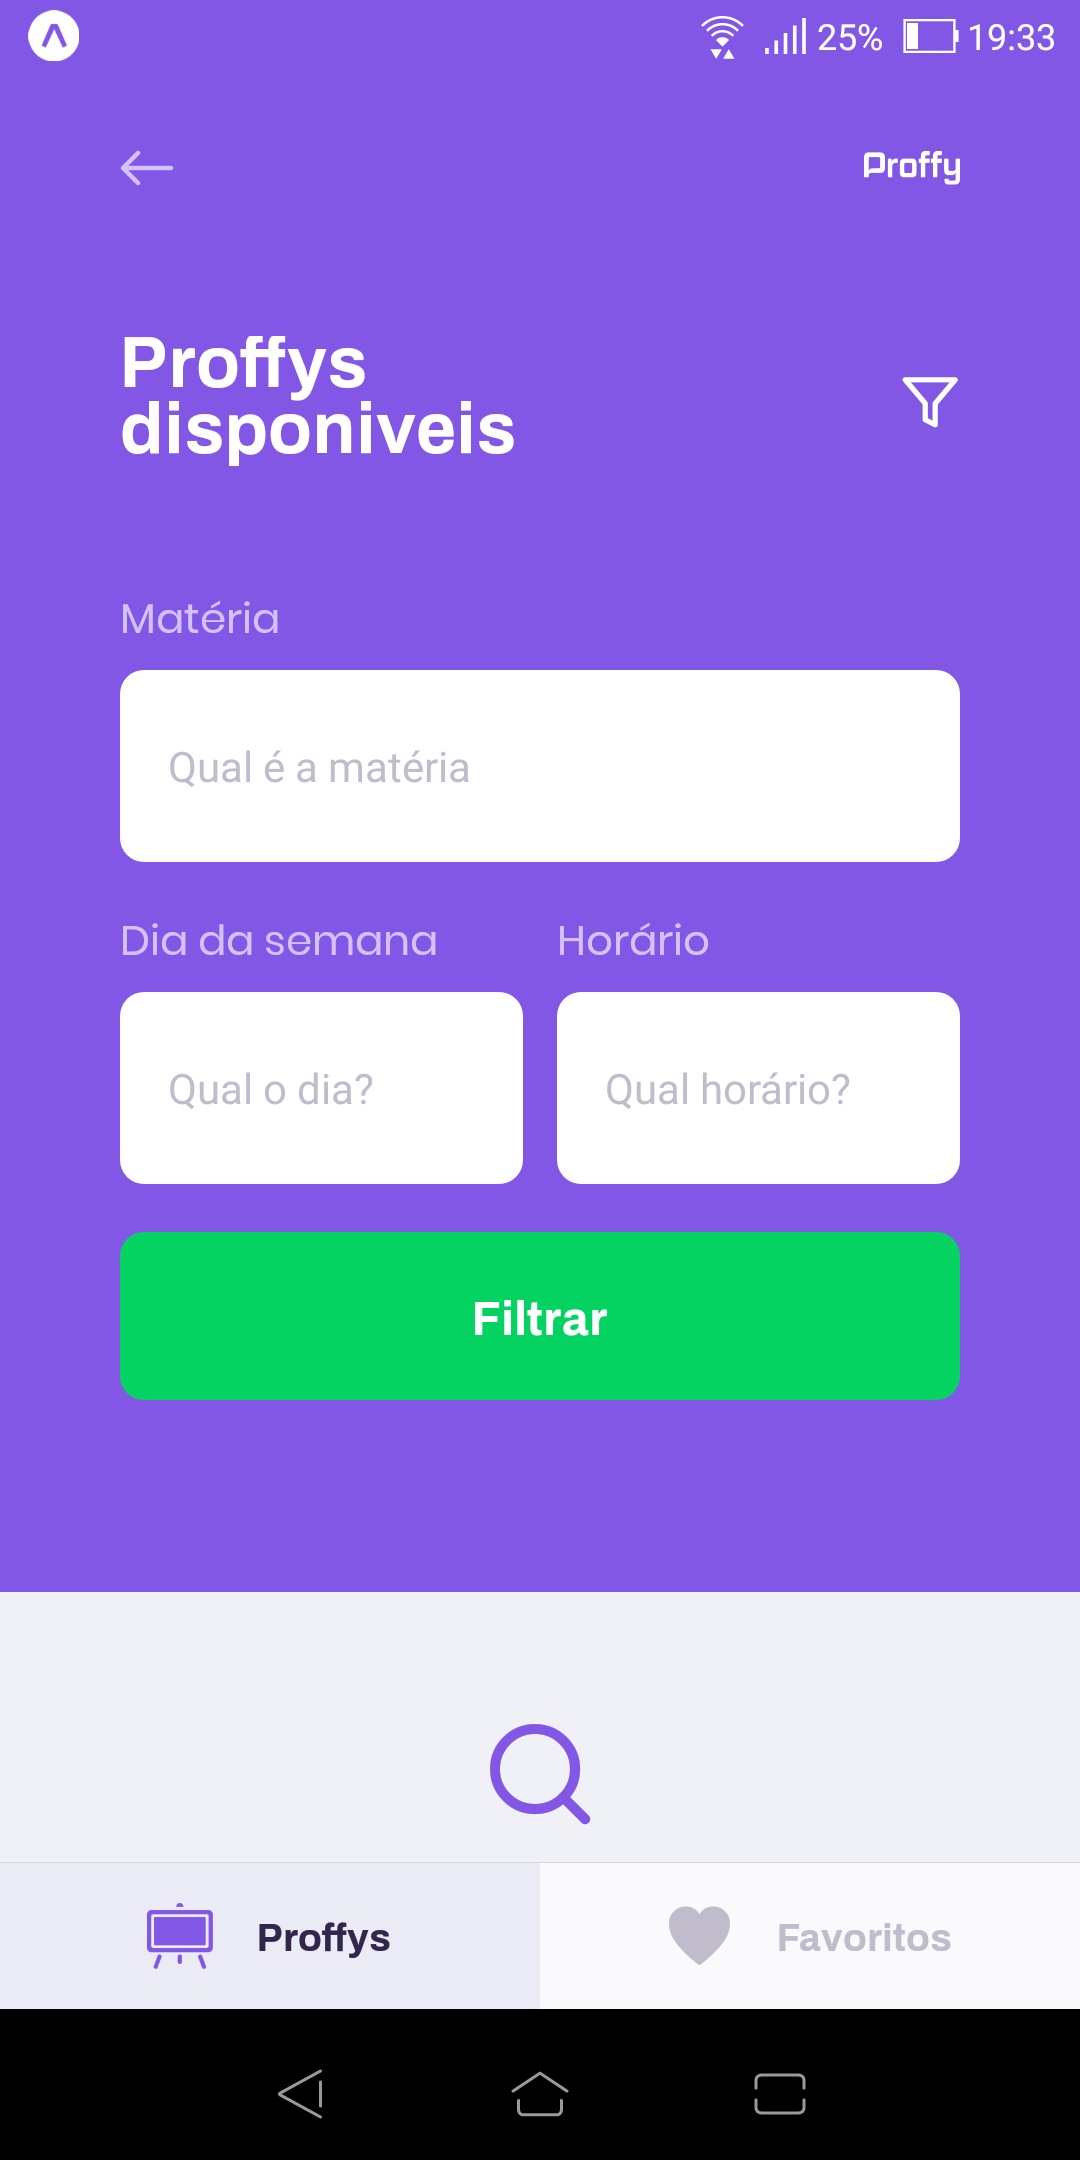 25% 19:33
Proffy
Proffys
disponiveis
Matéria
Qual é a matéria
Dia da semana Horário
Qual o dia? Qual horário?
Filtrar
Proffys Favoritos